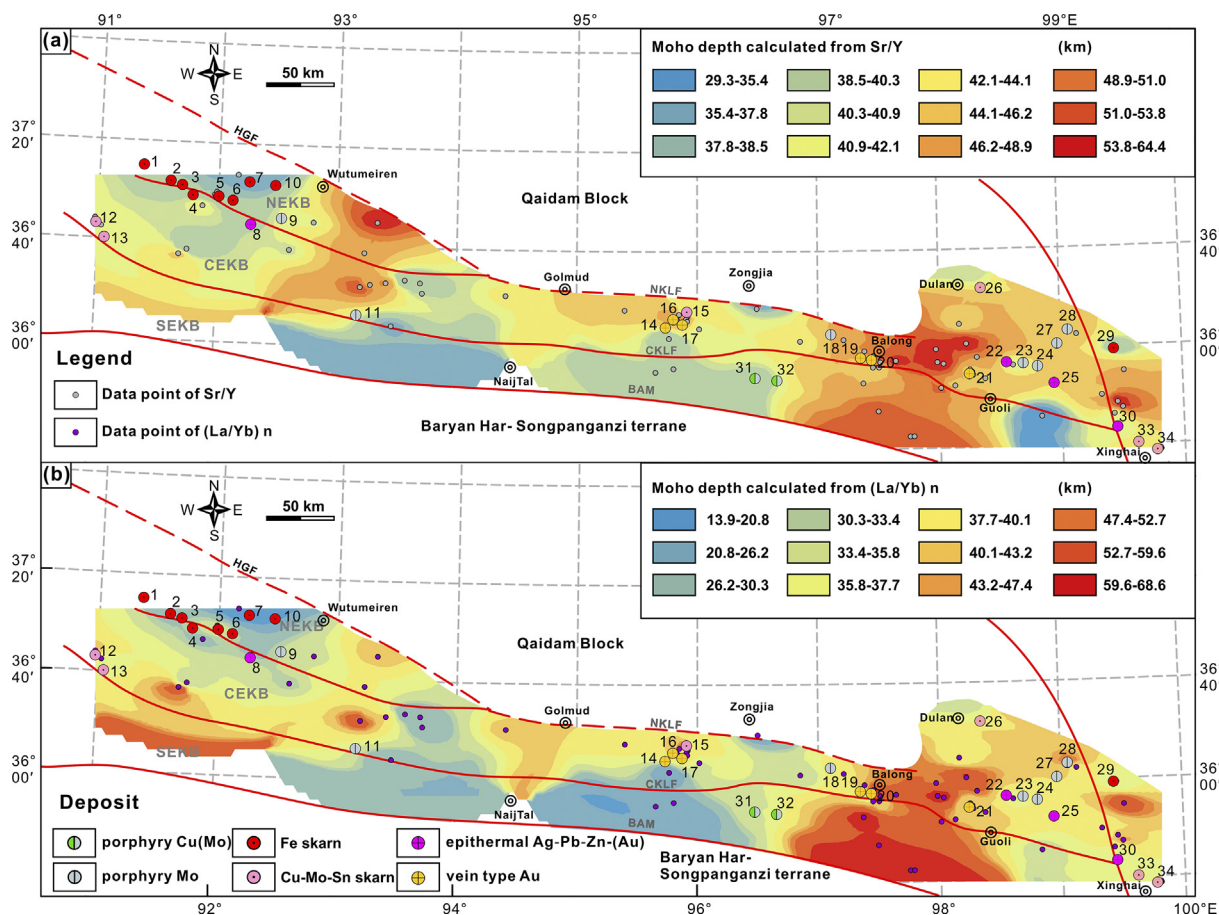 91° 92° 93° 95° 96° 97° 99°E 100°
(a)
N
W E
S
50 km
Moho depth calculated from Sr/Y (km)
29.3-35.4 38.5-40.3 42.1-44.1 48.9-51.0
35.4-37.8 40.3-40.9 44.1-46.2 51.0-53.8
37.8-38.5 40.9-42.1 46.2-48.9 53.8-64.4
37°
20′
HGF
1
2
3
4
5
6
7
10
Wutumeiren
NEKB
9
8
12
13
CEKB
Qaidam Block
36°
40′
36°
40′
Golmud
Zongjia
NKLF
Dulan
26
SEKB
11
16
15
14
17
CKLF
18
19
Balong
20
28
27
29
22
23
24
21
25
36°
00′
36°
00′
Legend
Data point of Sr/Y
Data point of (La/Yb) n
NaijTal
BAM
31
32
Guoli
30
33
34
Xinghai
Baryan Har- Songpanganzi terrane
(b)
N
W E
S
50 km
Moho depth calculated from (La/Yb) n (km)
13.9-20.8 30.3-33.4 37.7-40.1 47.4-52.7
20.8-26.2 33.4-35.8 40.1-43.2 52.7-59.6
26.2-30.3 35.8-37.7 43.2-47.4 59.6-68.6
37°
20′
HGF
1
2
3
4
5
6
7
10
Wutumeiren
NEKB
9
8
12
13
CEKB
Qaidam Block
36°
40′
36°
40′
Golmud
Zongjia
NKLF
Dulan
26
SEKB
11
16
15
14
17
CKLF
18
19
Balong
20
28
27
29
22
23
24
21
25
36°
00′
36°
00′
NaijTal
BAM
31
32
Guoli
30
33
34
Xinghai
Baryan Har-
Songpanganzi terrane
Deposit
porphyry Cu(Mo) Fe skarn epithermal Ag-Pb-Zn-(Au)
porphyry Mo Cu-Mo-Sn skarn vein type Au
92° 94° 96° 98° 100°E